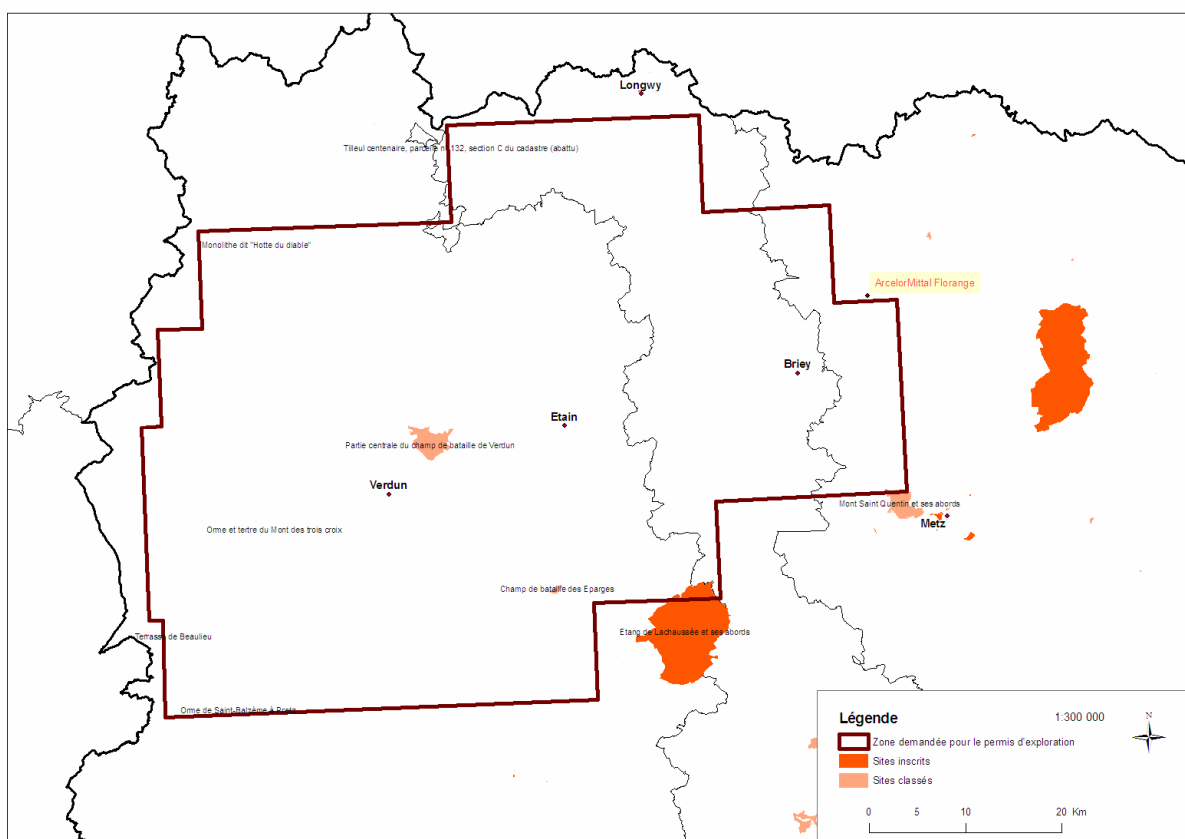 Longwy
Tilleul centenaire, parcelle n°132, section C du cadastre (abattu)
Monolithe dit "Hotte du diable"
ArcelorMittal Florange
Briey
Etain
Partie centrale du champ de bataille de Verdun
Verdun
Mont Saint Quentin et ses abords
Metz
Orme et tertre du Mont des trois croix
Champ de bataille des Eparges
Terrasse de Beaulieu
Etang de Lachaussée et ses abords
Orme de Saint-Balzème à
Légende
1:300 000
N
Zone demandée pour le permis d'exploration
Sites inscrits
Sites classés
0 5 10 20 Km